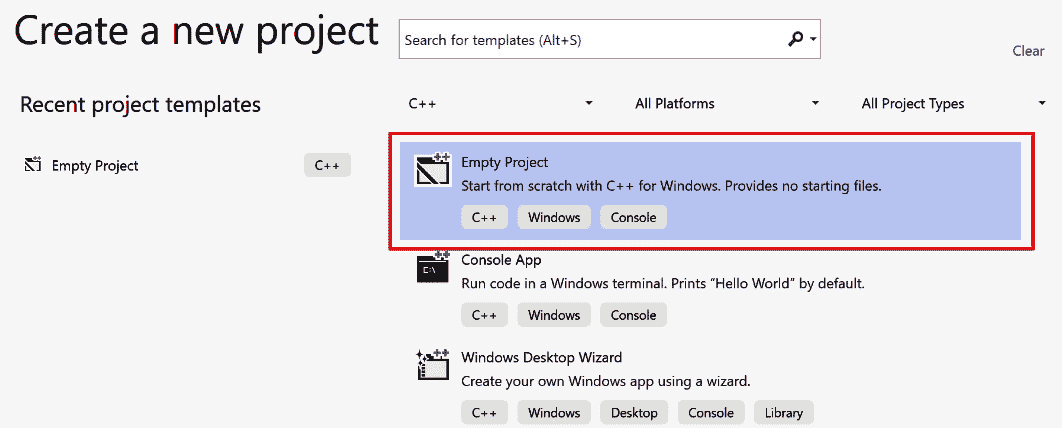 Create a new project
Search for templates (Alt+S)
Clear
Recent project templates
C++
All Platforms
All Project Types
Empty Project
C++
Empty Project
Start from scratch with C++ for Windows. Provides no starting files.
C++ Windows Console
Console App
Run code in a Windows terminal. Prints "Hello World" by default.
C++ Windows Console
Windows Desktop Wizard
Create your own Windows app using a wizard.
C++ Windows Desktop Console Library